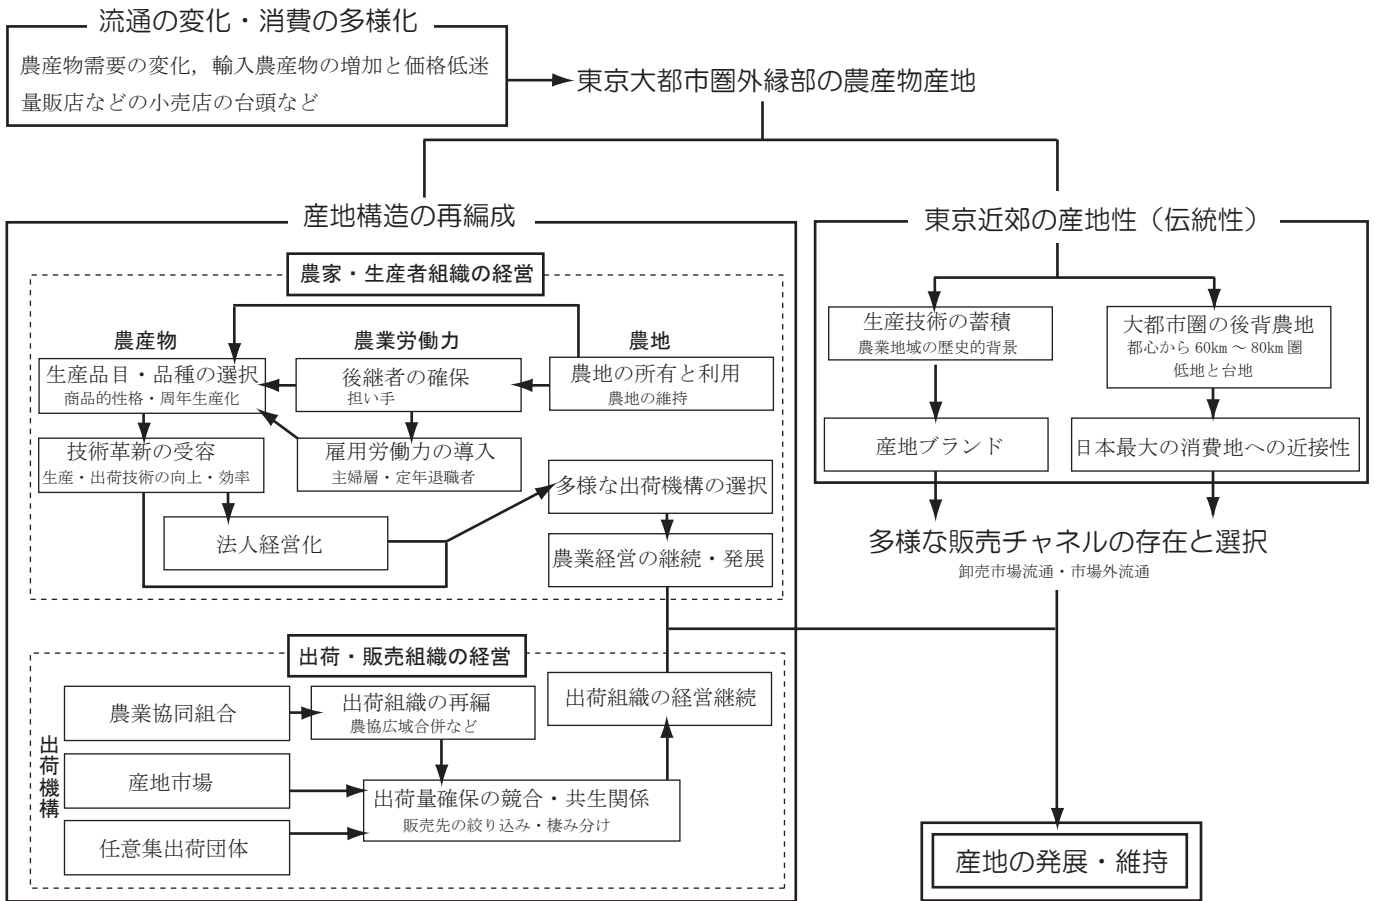 流通の変化・消費の多様化
農産物需要の変化，輸入農産物の増加と価格低迷
量販店などの小売店の台頭など
東京大都市圏外縁部の農産物産地
産地構造の再編成
農家・生産者組織の経営
農産物
農業労働力
農地
生産品目・品種の選択
商品的性格・周年生産化
後継者の確保
担い手
農地の所有と利用
農地の維持
技術革新の受容
生産・出荷技術の向上・効率
雇用労働力の導入
主婦層・定年退職者
多様な出荷機構の選択
法人経営化
農業経営の継続・発展
出荷・販売組織の経営
出荷機構
農業協同組合
出荷組織の再編
農協広域合併など
出荷組織の経営継続
産地市場
出荷量確保の競合・共生関係
販売先の絞り込み・棲み分け
任意集出荷団体
東京近郊の産地性（伝統性）
生産技術の蓄積
農業地域の歴史的背景
大都市圏の後背農地
都心から 60km ～ 80km 圏
低地と台地
産地ブランド
日本最大の消費地への近接性
多様な販売チャネルの存在と選択
卸売市場流通・市場外流通
産地の発展・維持